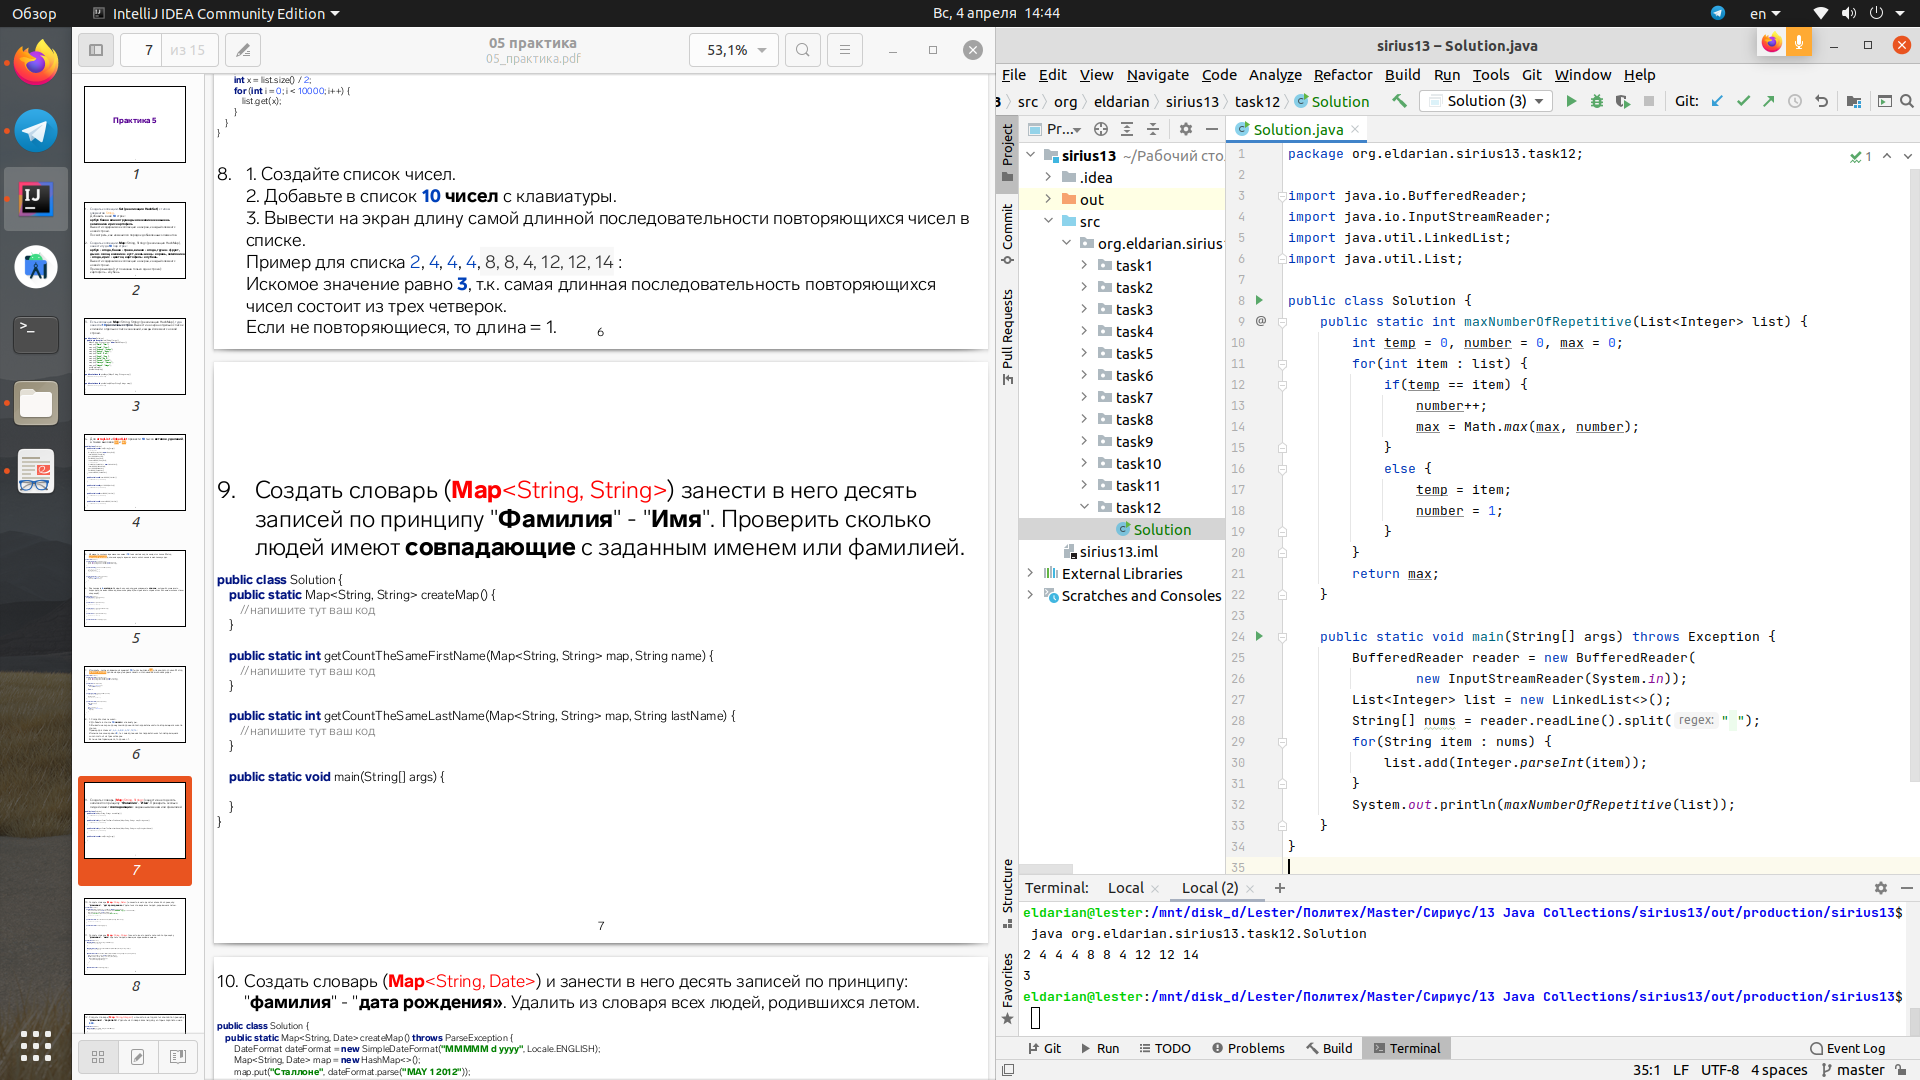 Обзор
IntelliJ IDEA Community Edition
Вс, 4 апреля 14:44
en
7
из 15
05 практика
05_практика.pdf
53,1%
Практика 5
1
2
3
4
5
6
7
8
int x = list.size() / 2;
for (int i = 0; i < 10000; i++) {
list.get(x);
}
}
}
8. 1. Создайте список чисел.
2. Добавьте в список 10 чисел с клавиатуры.
3. Вывести на экран длину самой длинной последовательности повторяющихся чисел в
списке.
Пример для списка 2, 4, 4, 4, 8, 8, 4, 12, 12, 14 :
Искомое значение равно 3, т.к. самая длинная последовательность повторяющихся
чисел состоит из трех четверок.
Если не повторяющиеся, то длина = 1.
6
9. Создать словарь (Map<String, String>) занести в него десять
записей по принципу "Фамилия" - "Имя". Проверить сколько
людей имеют совпадающие с заданным именем или фамилией.
public class Solution {
public static Map<String, String> createMap() {
//напишите тут ваш код
}
public static int getCountTheSameFirstName(Map<String, String> map, String name) {
//напишите тут ваш код
}
public static int getCountTheSameLastName(Map<String, String> map, String lastName) {
//напишите тут ваш код
}
public static void main(String[] args) {
}
}
7
10. Создать словарь (Map<String, Date>) и занести в него десять записей по принципу:
"фамилия" - "дата рождения». Удалить из словаря всех людей, родившихся летом.
public class Solution {
public static Map<String, Date> createMap() throws ParseException {
DateFormat dateFormat = new SimpleDateFormat("MMMMM d yyyy", Locale.ENGLISH);
Map<String, Date> map = new HashMap<>();
map.put("Сталлоне", dateFormat.parse("MAY 1 2012"));
sirius13 – Solution.java
File Edit View Navigate Code Analyze Refactor Build Run Tools Git Window Help
3 src org eldarian sirius13 task12 Solution
Solution (3)
Git:
Project
Commit
Pull Requests
Structure
Favorites
Pr...
sirius13 ~/Рабочий сто
.idea
out
src
org.eldarian.sirius
task1
task2
task3
task4
task5
task6
task7
task8
task9
task10
task11
task12
Solution
sirius13.iml
External Libraries
Scratches and Consoles
Solution.java
1
1 package org.eldarian.sirius13.task12;
2
3 import java.io.BufferedReader;
4 import java.io.InputStreamReader;
5 import java.util.LinkedList;
6 import java.util.List;
7
8 public class Solution {
9 @ public static int maxNumberOfRepetitive(List<Integer> list) {
10 int temp = 0, number = 0, max = 0;
11 for(int item : list) {
12 if(temp == item) {
13 number++;
14 max = Math.max(max, number);
15 }
16 else {
17 temp = item;
18 number = 1;
19 }
20 }
21 return max;
22 }
23
24 public static void main(String[] args) throws Exception {
25 BufferedReader reader = new BufferedReader(
26 new InputStreamReader(System.in));
27 List<Integer> list = new LinkedList<>();
28 String[] nums = reader.readLine().split( regex: " ");
29 for(String item : nums) {
30 list.add(Integer.parseInt(item));
31 }
32 System.out.println(maxNumberOfRepetitive(list));
33 }
34 }
35
Terminal: Local Local (2)
eldarian@lester:/mnt/disk_d/Lester/Политех/Master/Сириус/13 Java Collections/sirius13/out/production/sirius13$
java org.eldarian.sirius13.task12.Solution
2 4 4 4 8 8 4 12 12 14
3
eldarian@lester:/mnt/disk_d/Lester/Политех/Master/Сириус/13 Java Collections/sirius13/out/production/sirius13$
Git Run TODO Problems Build Terminal Event Log
35:1 LF UTF-8 4 spaces master